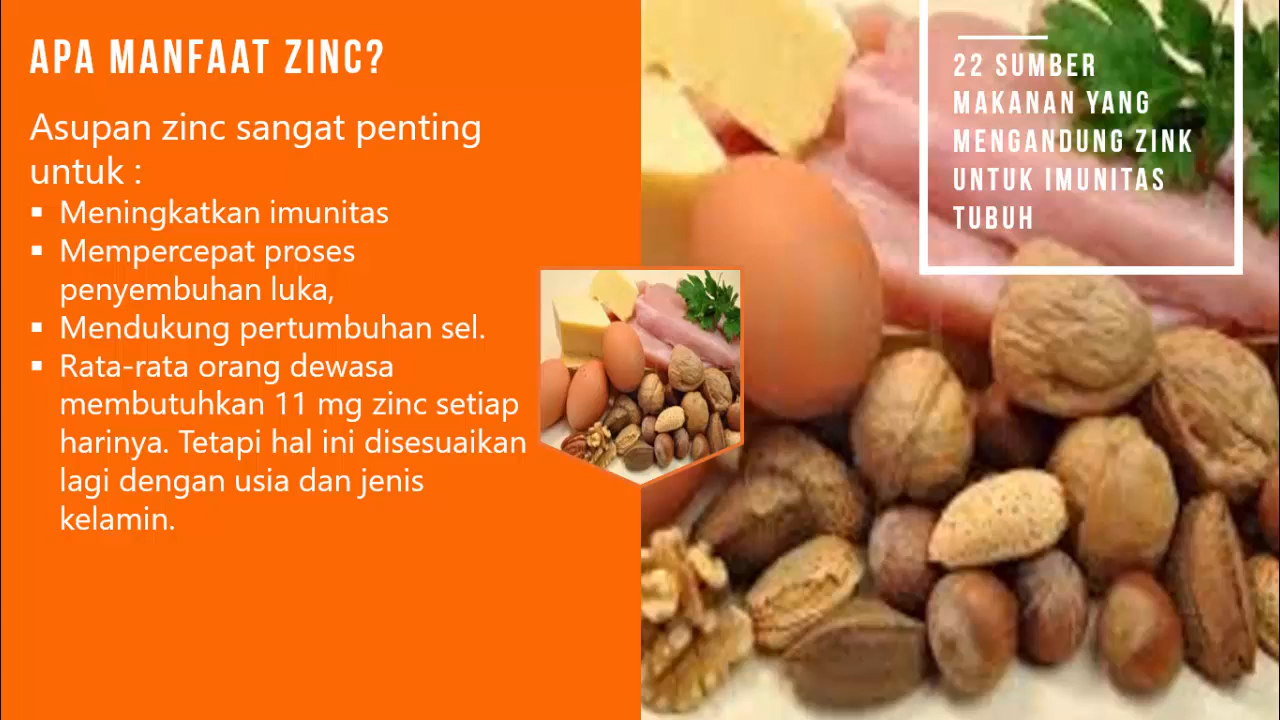 APA MANFAAT ZINC?
Asupan zinc sangat penting
untuk :
▪ Meningkatkan imunitas
▪ Mempercepat proses
penyembuhan luka,
▪ Mendukung pertumbuhan sel.
▪ Rata-rata orang dewasa
membutuhkan 11 mg zinc setiap
harinya. Tetapi hal ini disesuaikan
lagi dengan usia dan jenis
kelamin.
22 SUMBER
MAKANAN YANG
MENGANDUNG ZINK
UNTUK IMUNITAS
TUBUH